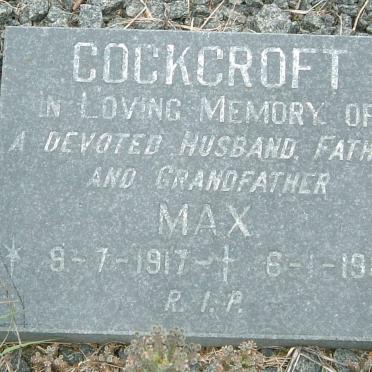 COCKCROFT
IN LOVING MEMORY OF
A DEVOTED HUSBAND, FATH
AND GRANDFATHER
MAX
9-7-1917 - 6-1-19
R.I.P.